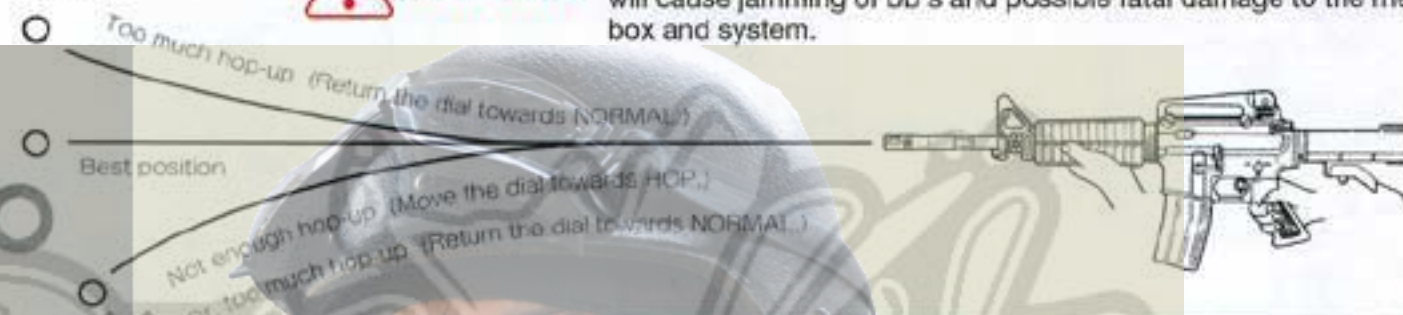 will cause jamming of BB's and possible fatal damage to the
box and system.
Too much hop-up (Return the dial towards NORMAL.)
Best position
Not enough hop-up (Move the dial towards HOP.)
or too much hop-up (Return the dial towards NORMAL.)